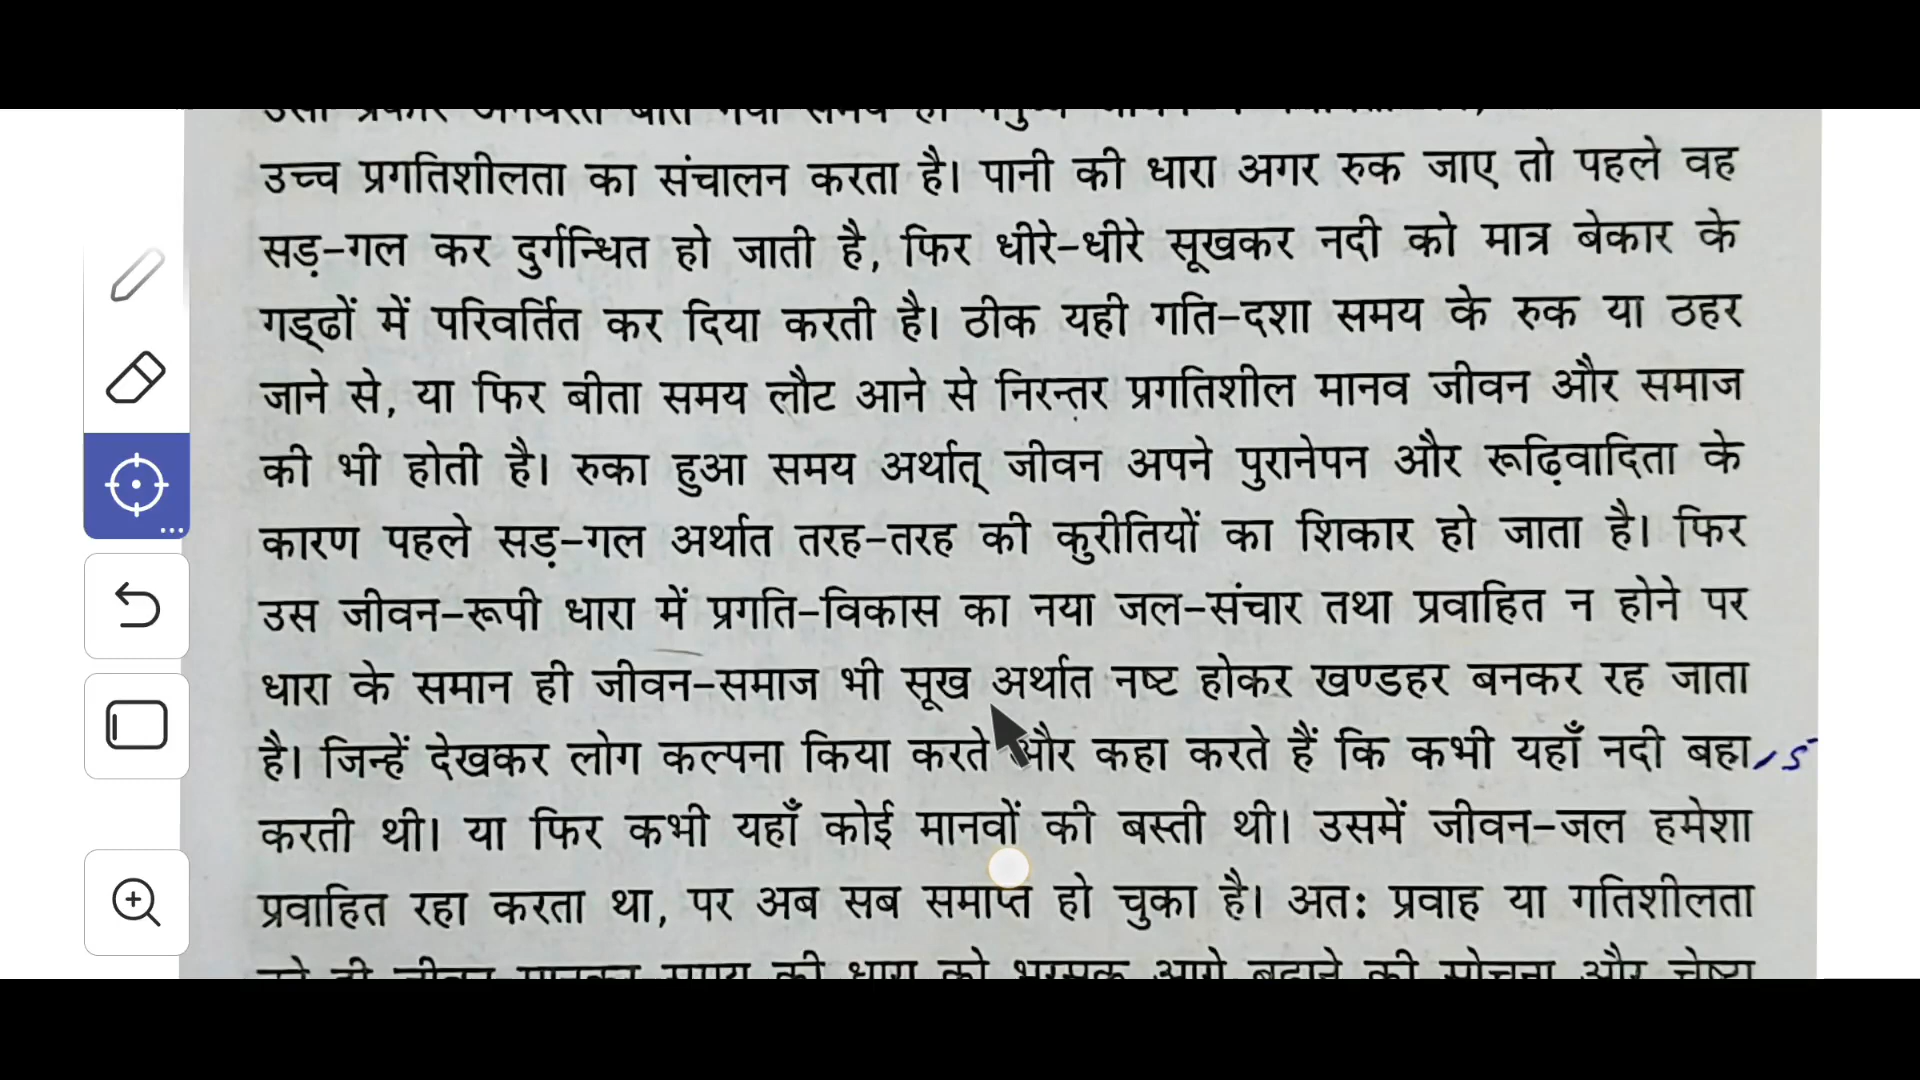 उच्च प्रगतिशीलता का संचालन करता है। पानी की धारा अगर रुक जाए तो पहले वह
सड़-गल कर दुर्गन्धित हो जाती है, फिर धीरे-धीरे सूखकर नदी को मात्र बेकार के
गड्ढों में परिवर्तित कर दिया करती है। ठीक यही गति-दशा समय के रुक या ठहर
जाने से, या फिर बीता समय लौट आने से निरन्तर प्रगतिशील मानव जीवन और समाज
की भी होती है। रुका हुआ समय अर्थात् जीवन अपने पुरानेपन और रूढ़िवादिता के
कारण पहले सड़-गल अर्थात तरह-तरह की कुरीतियों का शिकार हो जाता है। फिर
उस जीवन-रूपी धारा में प्रगति-विकास का नया जल-संचार तथा प्रवाहित न होने पर
धारा के समान ही जीवन-समाज भी सूख अर्थात नष्ट होकर खण्डहर बनकर रह जाता
है। जिन्हें देखकर लोग कल्पना किया करते और कहा करते हैं कि कभी यहाँ नदी बहा
करती थी। या फिर कभी यहाँ कोई मानवों की बस्ती थी। उसमें जीवन-जल हमेशा
प्रवाहित रहा करता था, पर अब सब समाप्त हो चुका है। अतः प्रवाह या गतिशीलता